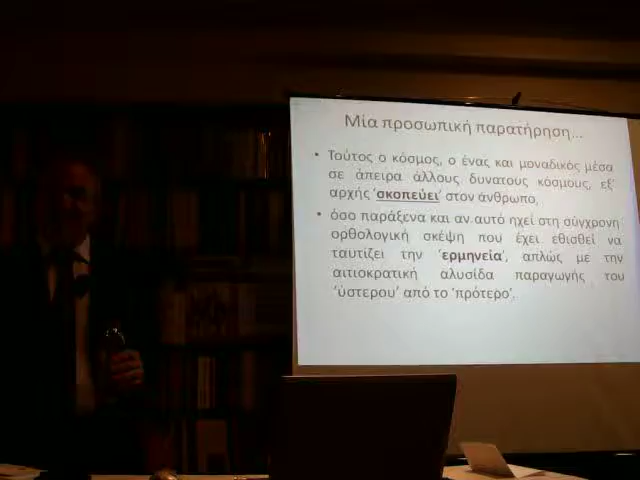 Μία προσωπική παρατήρηση...
• Τούτος ο κόσμος, ο ένας και μοναδικός μέσα
σε άπειρα άλλους δυνατους κόσμους, εξ'
αρχής 'σκοπεύει' στον άνθρωπο,
• όσο παράξενα και αν αυτό ηχεί στη σύγχρονη
ορθολογική σκέψη που έχει εθισθεί να
ταυτίζει την 'ερμηνεία', απλώς με την
αιτιοκρατική αλυσίδα παραγωγής του
'ύστερου' από το 'πρότερο'.